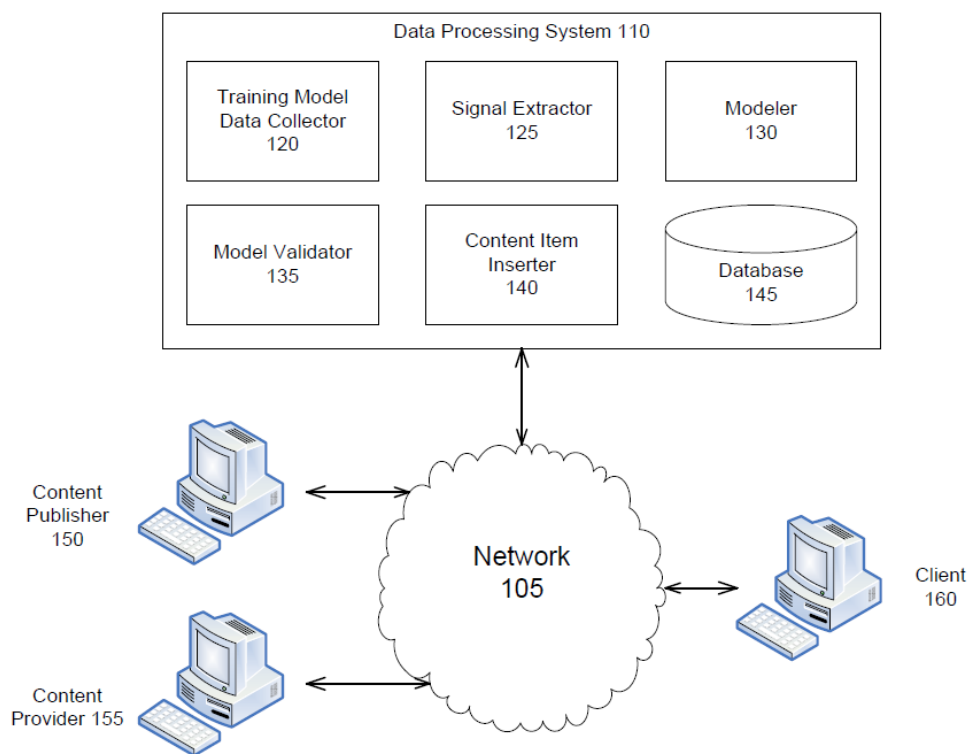 Data Processing System 110
Training Model
Data Collector
120
Signal Extractor
125
Modeler
130
Model Validator
135
Content Item
Inserter
140
Database
145
Content
Publisher
150
Network
105
Client
160
Content
Provider 155